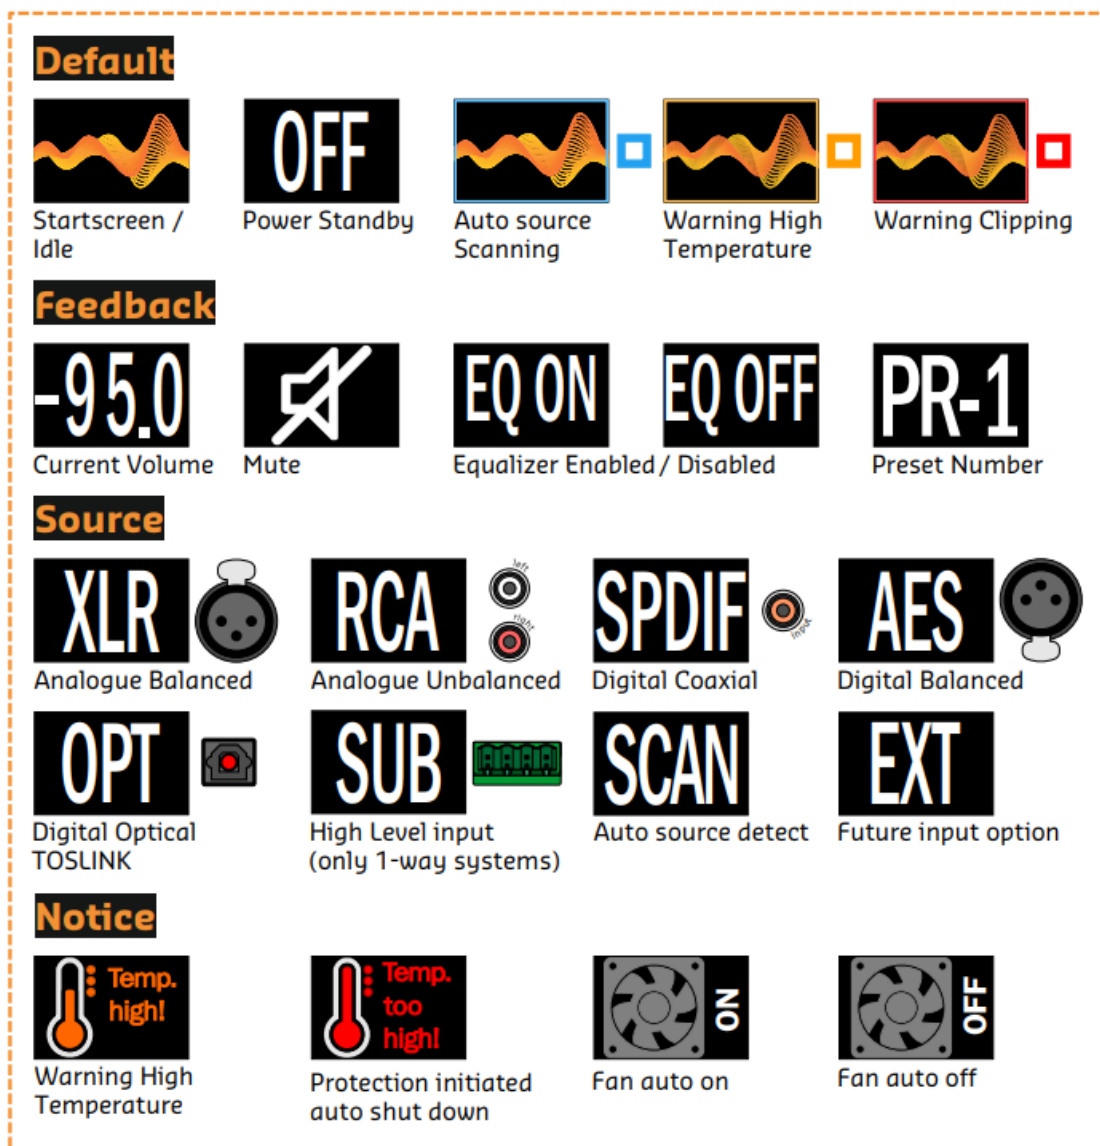 Default
OFF
Startscreen /
Idle
Power Standby
Auto source
Scanning
Warning High
Temperature
Warning Clipping
Feedback
-95.0
EQ ON
EQ OFF
PR-1
Current Volume
Mute
Equalizer Enabled / Disabled
Preset Number
Source
XLR
RCA
left
right
SPDIF
input
AES
Analogue Balanced
Analogue Unbalanced
Digital Coaxial
Digital Balanced
OPT
SUB
SCAN
EXT
Digital Optical
TOSLINK
High Level input
(only 1-way systems)
Auto source detect
Future input option
Notice
Temp.
high!
Temp.
too
high!
ON
OFF
Warning High
Temperature
Protection initiated
auto shut down
Fan auto on
Fan auto off